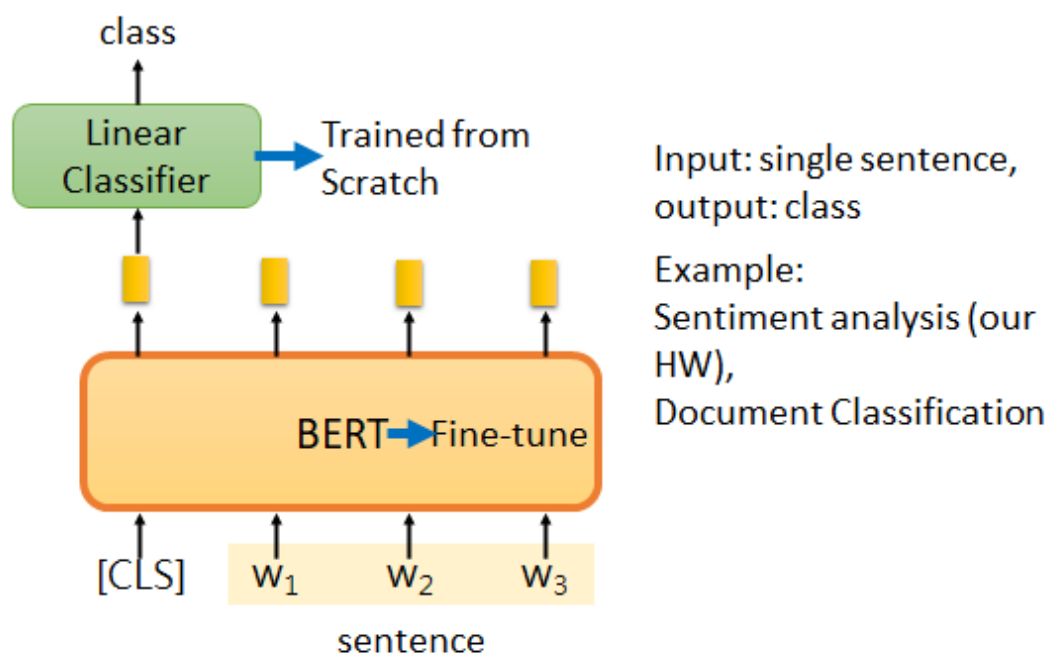 class
Linear
Classifier
Trained from
Scratch
BERT
Fine-tune
[CLS]
w₁
w₂
w₃
sentence
Input: single sentence,
output: class
Example:
Sentiment analysis (our
HW),
Document Classification